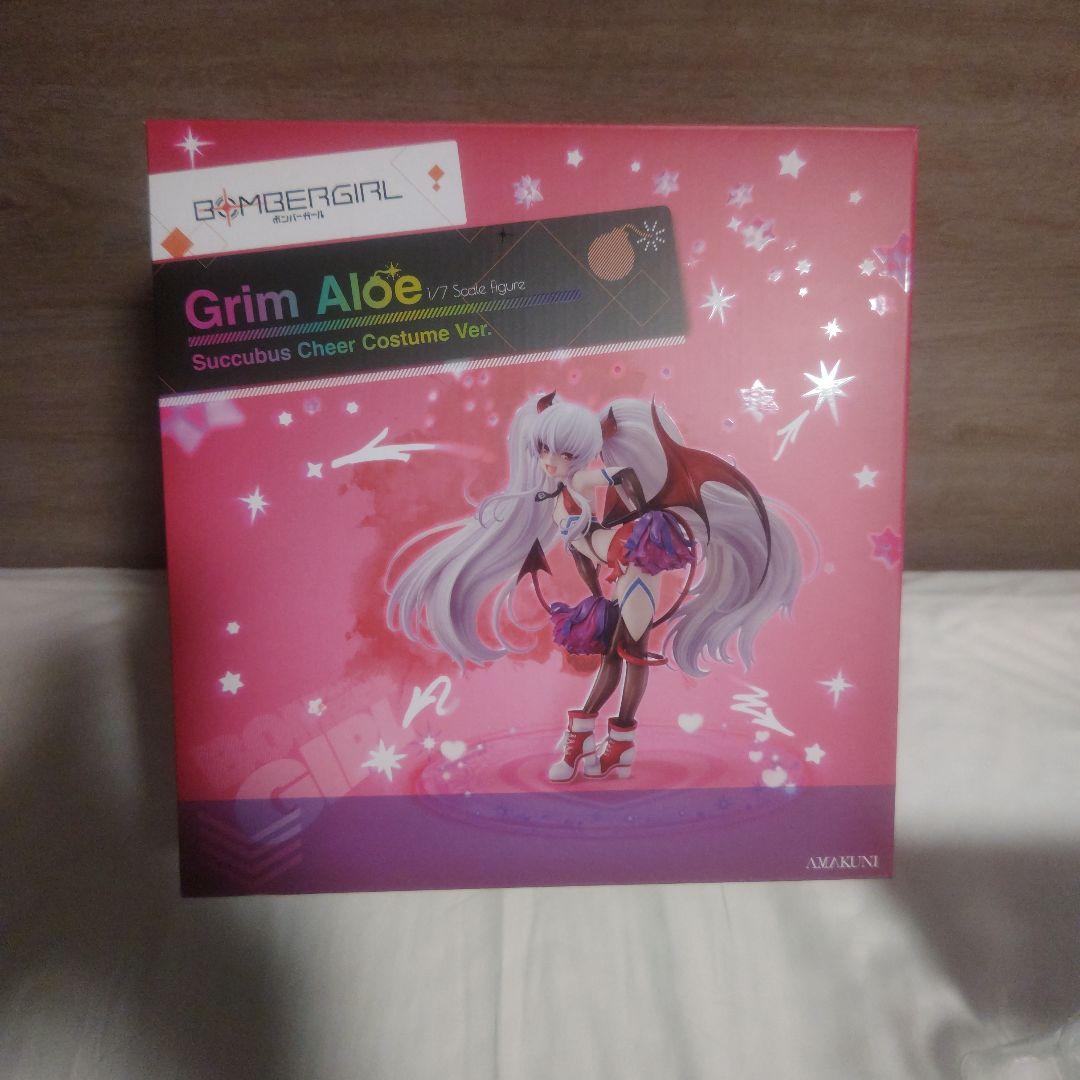 BOMBERGIRL
ボンバーガール
Grim Aloe 1/7 Scale Figure
Succubus Cheer Costume Ver.
GIRL
AMAKUNI